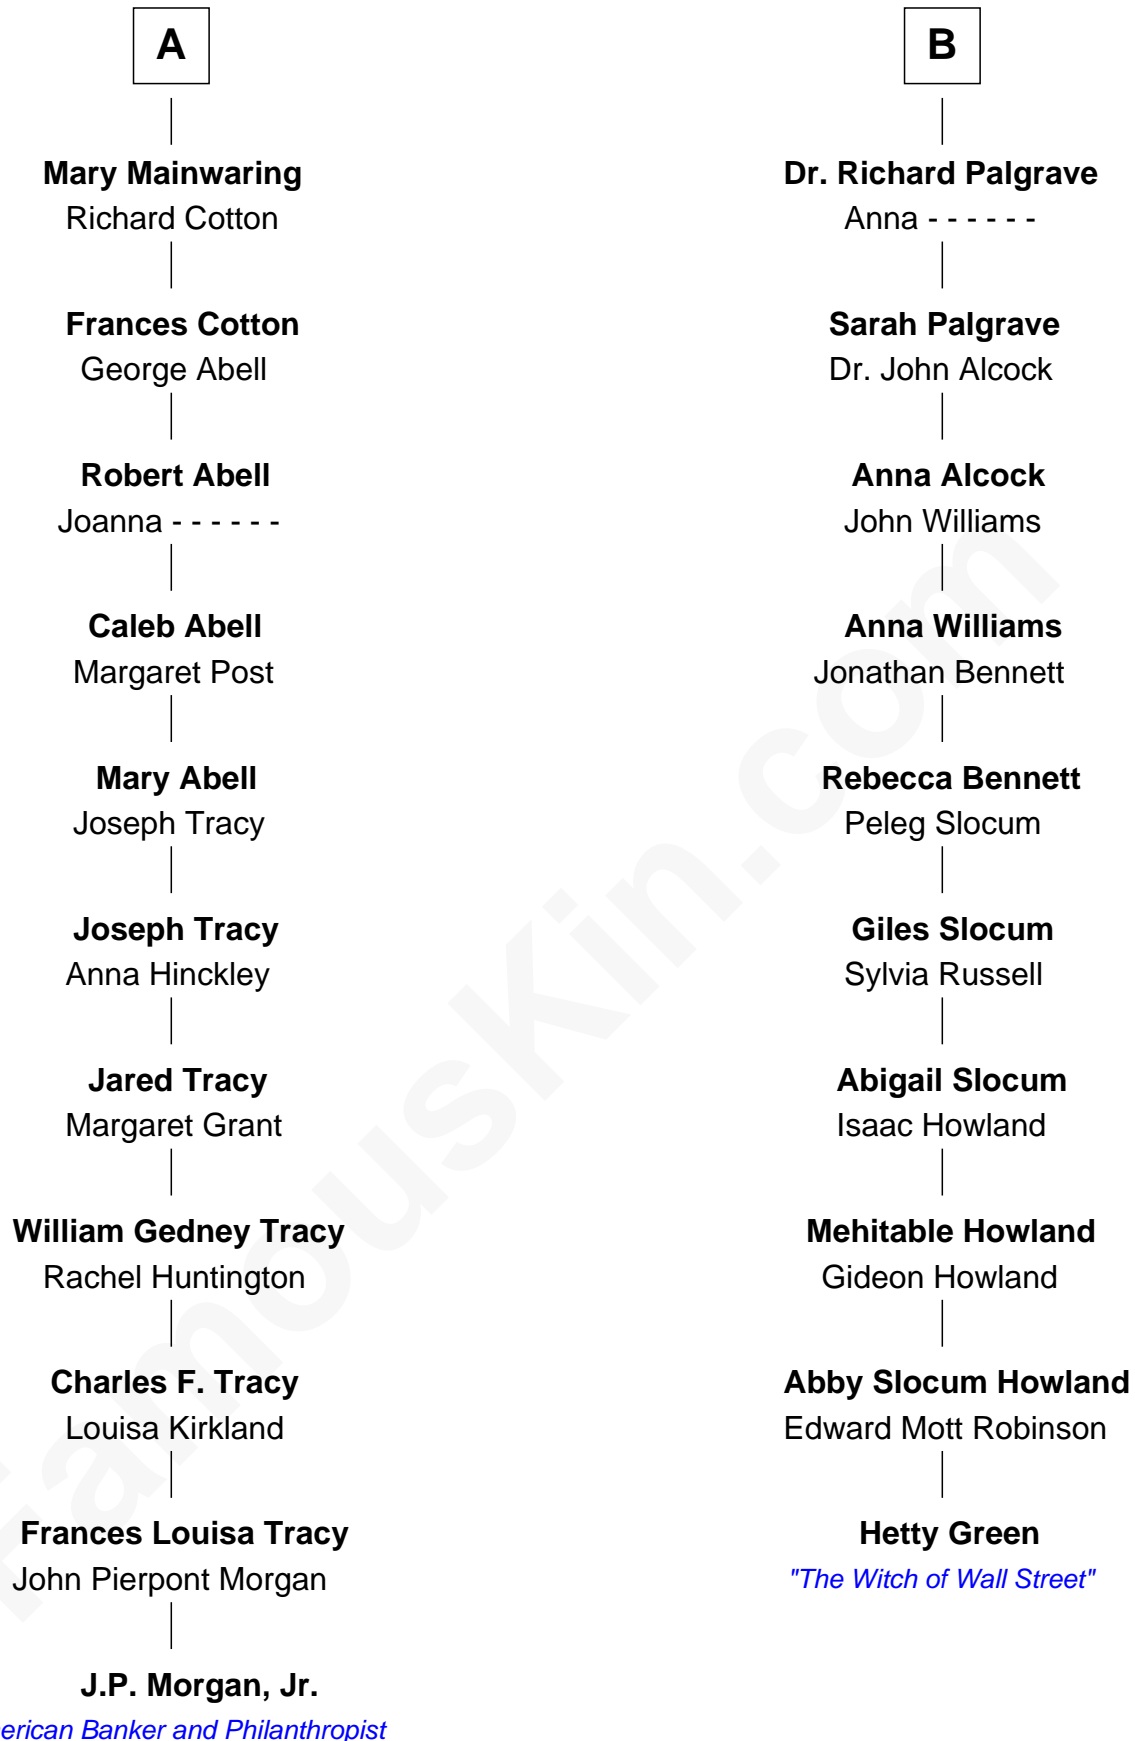 A
Mary Mainwaring
Richard Cotton
Frances Cotton
George Abell
Robert Abell
Joanna - - - - - -
Caleb Abell
Margaret Post
Mary Abell
Joseph Tracy
Joseph Tracy
Anna Hinckley
Jared Tracy
Margaret Grant
William Gedney Tracy
Rachel Huntington
Charles F. Tracy
Louisa Kirkland
Frances Louisa Tracy
John Pierpont Morgan
J.P. Morgan, Jr.
erican Banker and Philanthropist
B
Dr. Richard Palgrave
Anna - - - - - -
Sarah Palgrave
Dr. John Alcock
Anna Alcock
John Williams
Anna Williams
Jonathan Bennett
Rebecca Bennett
Peleg Slocum
Giles Slocum
Sylvia Russell
Abigail Slocum
Isaac Howland
Mehitable Howland
Gideon Howland
Abby Slocum Howland
Edward Mott Robinson
Hetty Green
"The Witch of Wall Street"
FamousKin.com